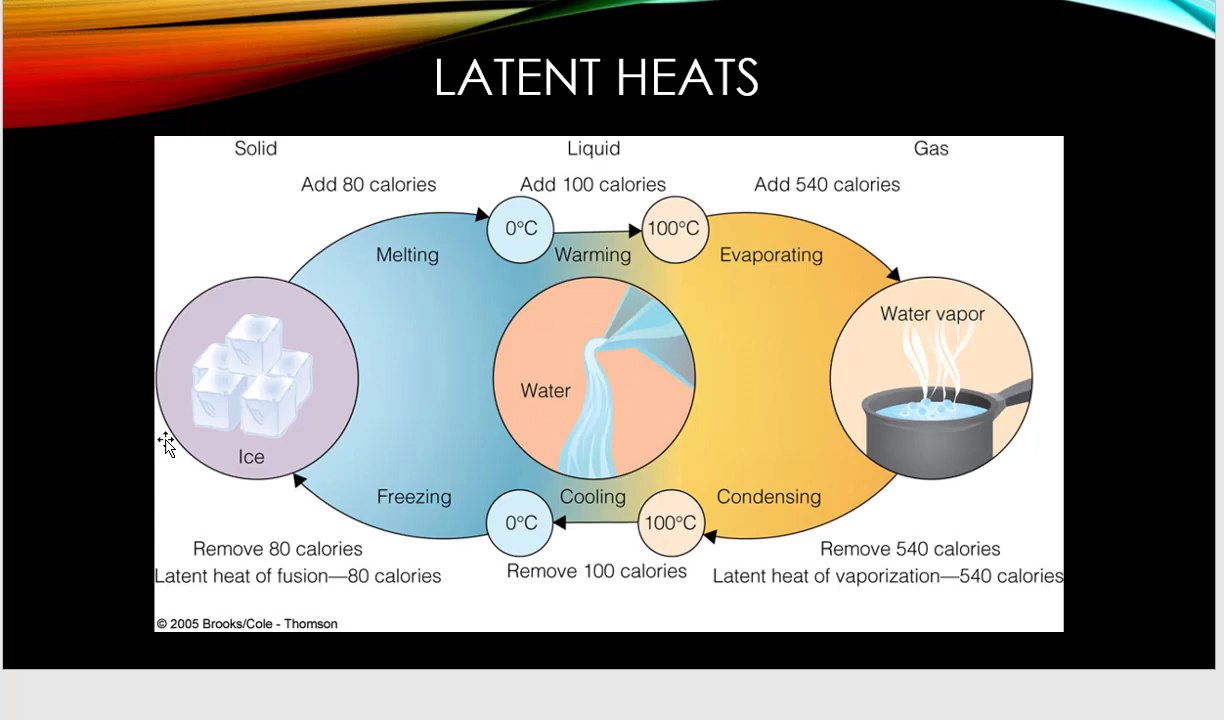 LATENT HEATS
Solid
Liquid
Gas
Add 80 calories
Add 100 calories
Add 540 calories
0°C
100°C
Melting
Warming
Evaporating
Water vapor
Water
Ice
Freezing
Cooling
Condensing
0°C
100°C
Remove 80 calories
Latent heat of fusion—80 calories
Remove 100 calories
Remove 540 calories
Latent heat of vaporization—540 calories
© 2005 Brooks/Cole - Thomson